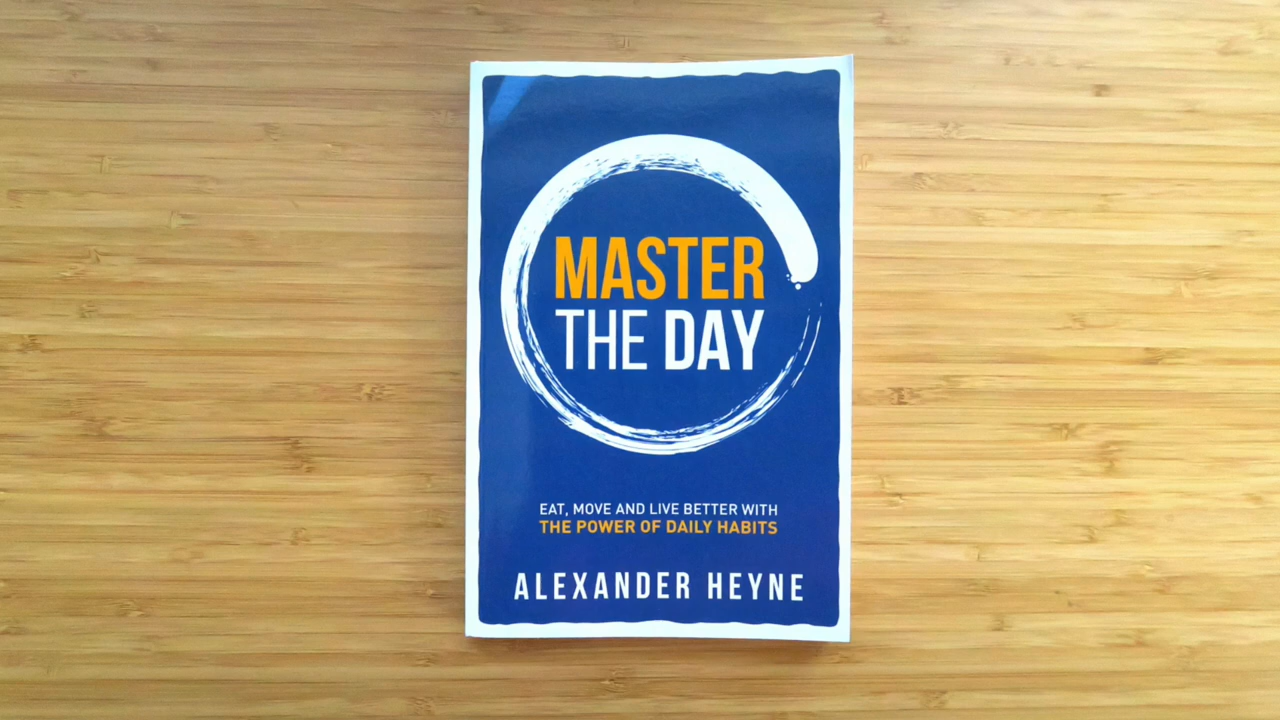 MASTER
THE DAY
EAT, MOVE AND LIVE BETTER WITH
THE POWER OF DAILY HABITS
ALEXANDER HEYNE